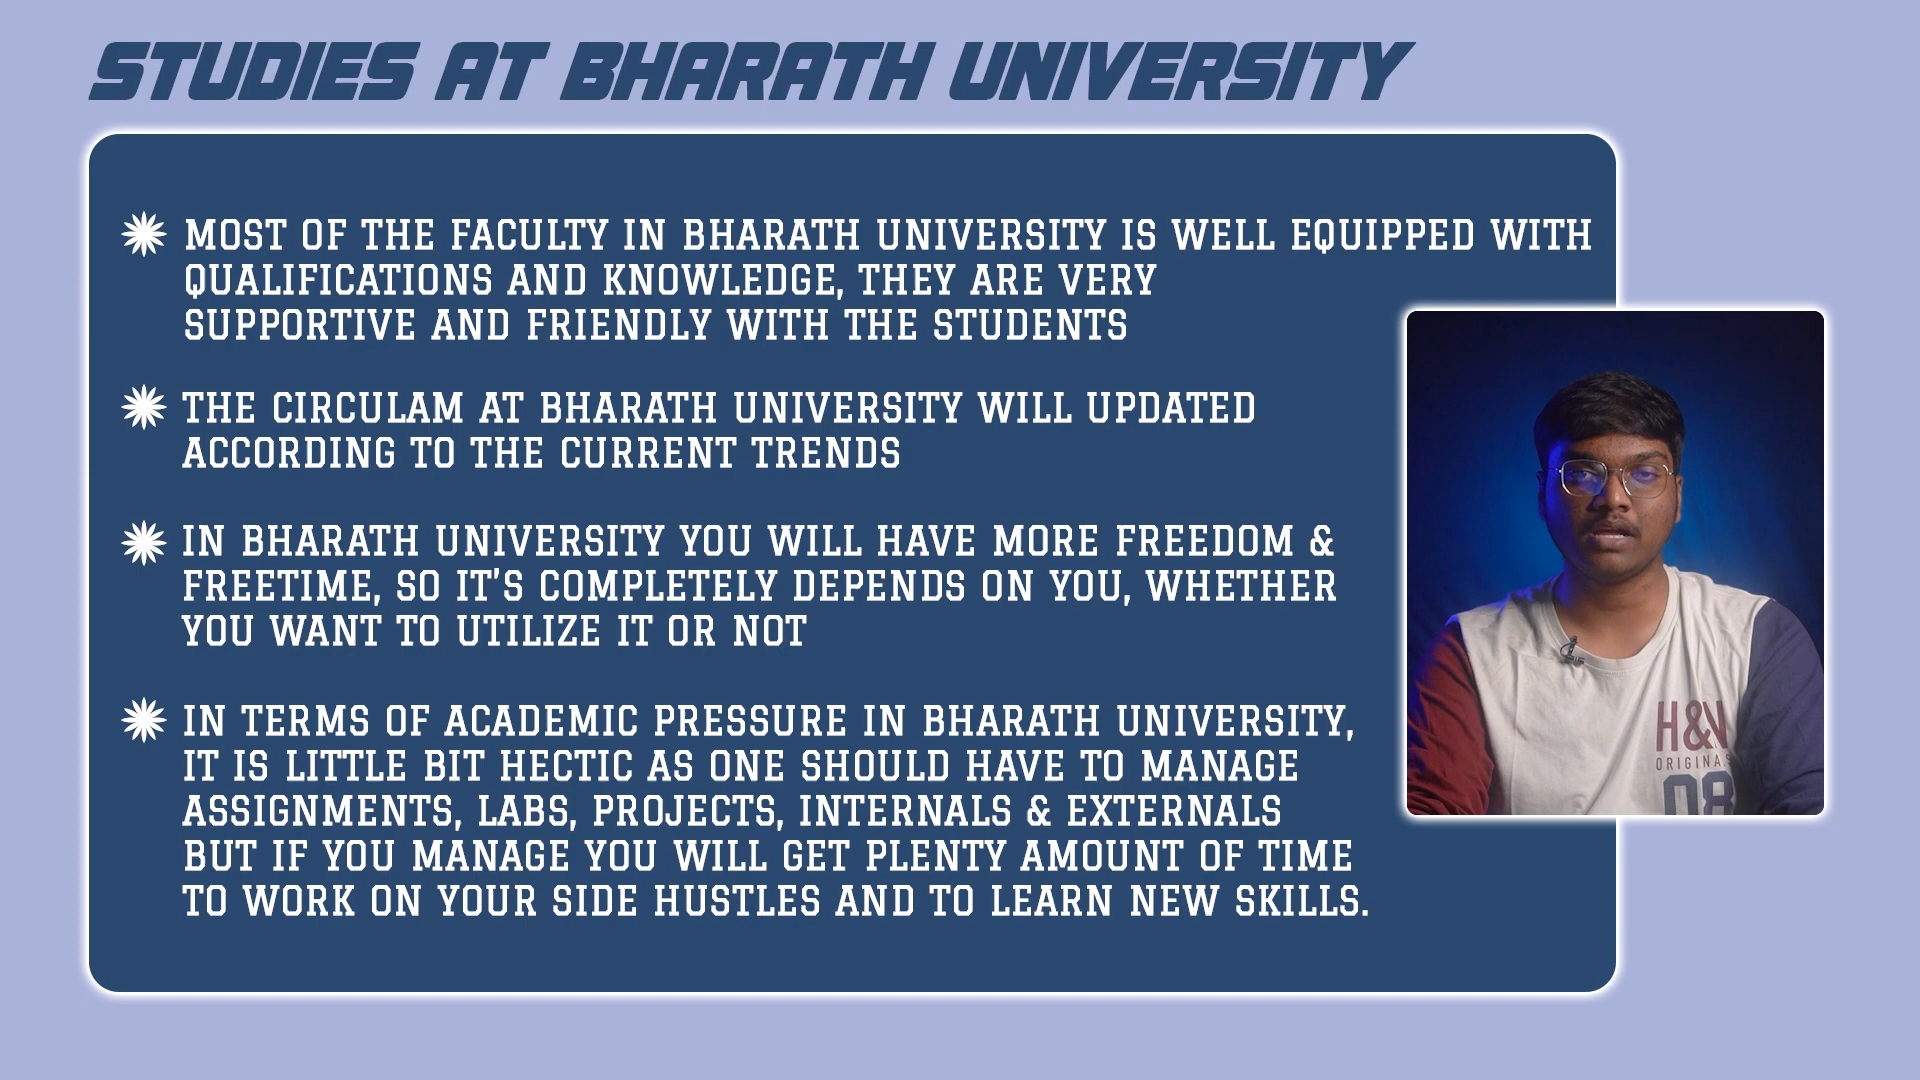 STUDIES AT BHARATH UNIVERSITY
MOST OF THE FACULTY IN BHARATH UNIVERSITY IS WELL EQUIPPED WITH
QUALIFICATIONS AND KNOWLEDGE, THEY ARE VERY
SUPPORTIVE AND FRIENDLY WITH THE STUDENTS
THE CIRCULAM AT BHARATH UNIVERSITY WILL UPDATED
ACCORDING TO THE CURRENT TRENDS
IN BHARATH UNIVERSITY YOU WILL HAVE MORE FREEDOM &
FREETIME, SO IT'S COMPLETELY DEPENDS ON YOU, WHETHER
YOU WANT TO UTILIZE IT OR NOT
IN TERMS OF ACADEMIC PRESSURE IN BHARATH UNIVERSITY,
IT IS LITTLE BIT HECTIC AS ONE SHOULD HAVE TO MANAGE
ASSIGNMENTS, LABS, PROJECTS, INTERNALS & EXTERNALS
BUT IF YOU MANAGE YOU WILL GET PLENTY AMOUNT OF TIME
TO WORK ON YOUR SIDE HUSTLES AND TO LEARN NEW SKILLS.
H&N
ORIGINA
08